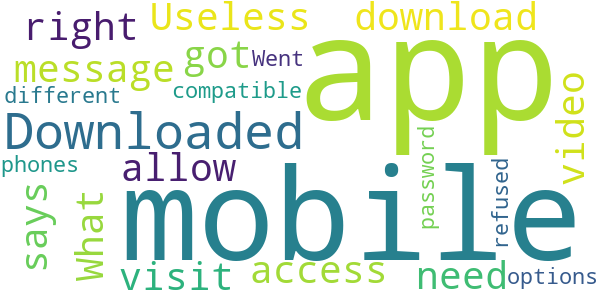 right
Useless
download
app
message
got
Went
different
compatible
video
Downloaded
phones
allow
password
mobile
refused
says
What
visit
access
need
options